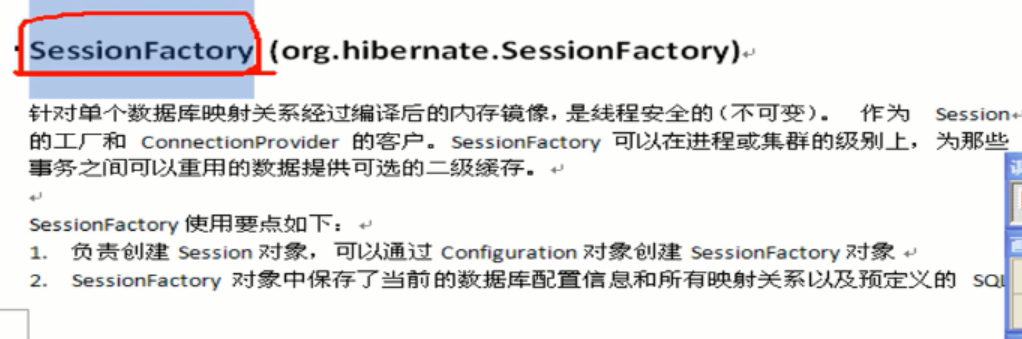 SessionFactory (org.hibernate.SessionFactory)
针对单个数据库映射关系经过编译后的内存镜像，是线程安全的（不可变）。 作为 Session
的工厂和 ConnectionProvider 的客户。SessionFactory 可以在进程或集群的级别上，为那些
事务之间可以重用的数据提供可选的二级缓存。
SessionFactory 使用要点如下：
1. 负责创建 Session 对象，可以通过 Configuration 对象创建 SessionFactory 对象
2. SessionFactory 对象中保存了当前的数据库配置信息和所有映射关系以及预定义的 SQL